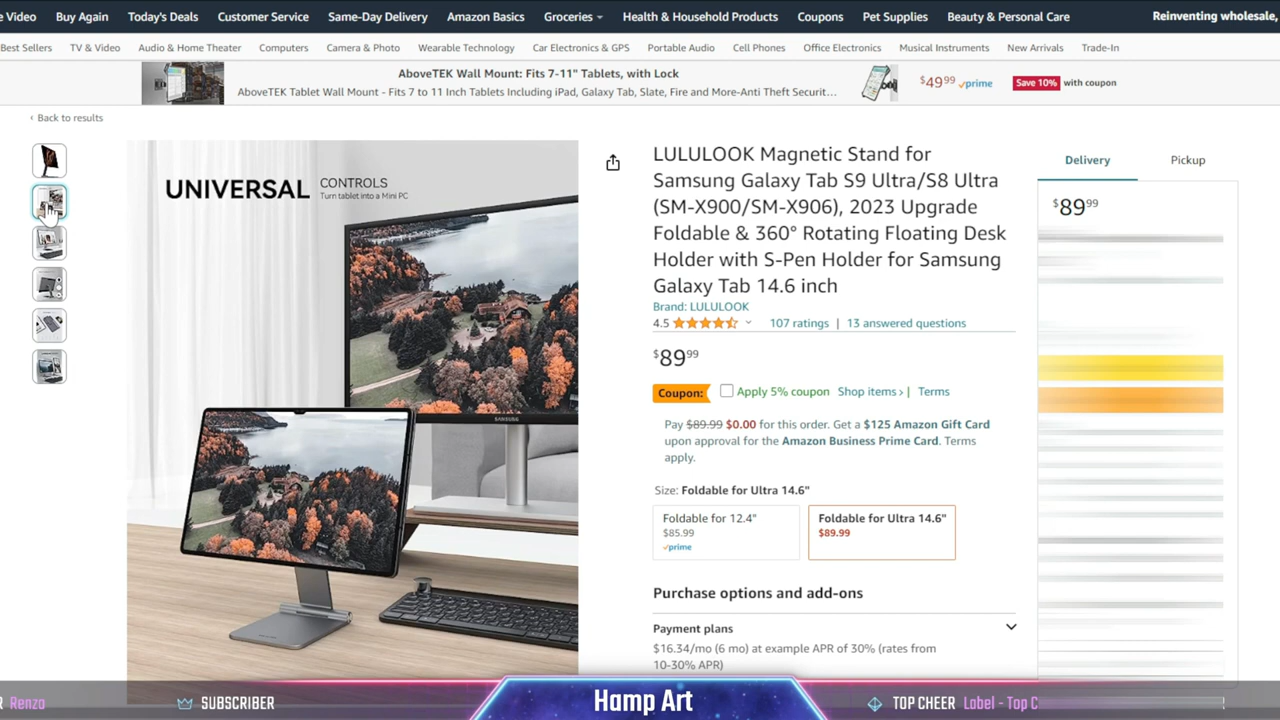 e Video Buy Again Today's Deals Customer Service Same-Day Delivery Amazon Basics Groceries Health & Household Products Coupons Pet Supplies Beauty & Personal Care Reinventing wholesale,
Best Sellers TV & Video Audio & Home Theater Computers Camera & Photo Wearable Technology Car Electronics & GPS Portable Audio Cell Phones Office Electronics Musical Instruments New Arrivals Trade-In
AboveTEK Wall Mount: Fits 7-11" Tablets, with Lock
AboveTEK Tablet Wall Mount - Fits 7 to 11 Inch Tablets Including iPad, Galaxy Tab, Slate, Fire and More-Anti Theft Securit...
$49.99 prime Save 10% with coupon
‹ Back to results
UNIVERSAL CONTROLS
Turn tablet into a Mini PC
SAMSUNG
LULULOOK Magnetic Stand for
Samsung Galaxy Tab S9 Ultra/S8 Ultra
(SM-X900/SM-X906), 2023 Upgrade
Foldable & 360° Rotating Floating Desk
Holder with S-Pen Holder for Samsung
Galaxy Tab 14.6 inch
Brand: LULULOOK
4.5 107 ratings | 13 answered questions
$89.99
Coupon: Apply 5% coupon Shop items › | Terms
Pay $89.99 $0.00 for this order. Get a $125 Amazon Gift Card
upon approval for the Amazon Business Prime Card. Terms
apply.
Size: Foldable for Ultra 14.6"
Foldable for 12.4"
$85.99
prime
Foldable for Ultra 14.6"
$89.99
Purchase options and add-ons
Payment plans
$16.34/mo (6 mo) at example APR of 30% (rates from
10-30% APR)
Delivery Pickup
$89.99
R Renzo SUBSCRIBER Hamp Art TOP CHEER Label - Top C